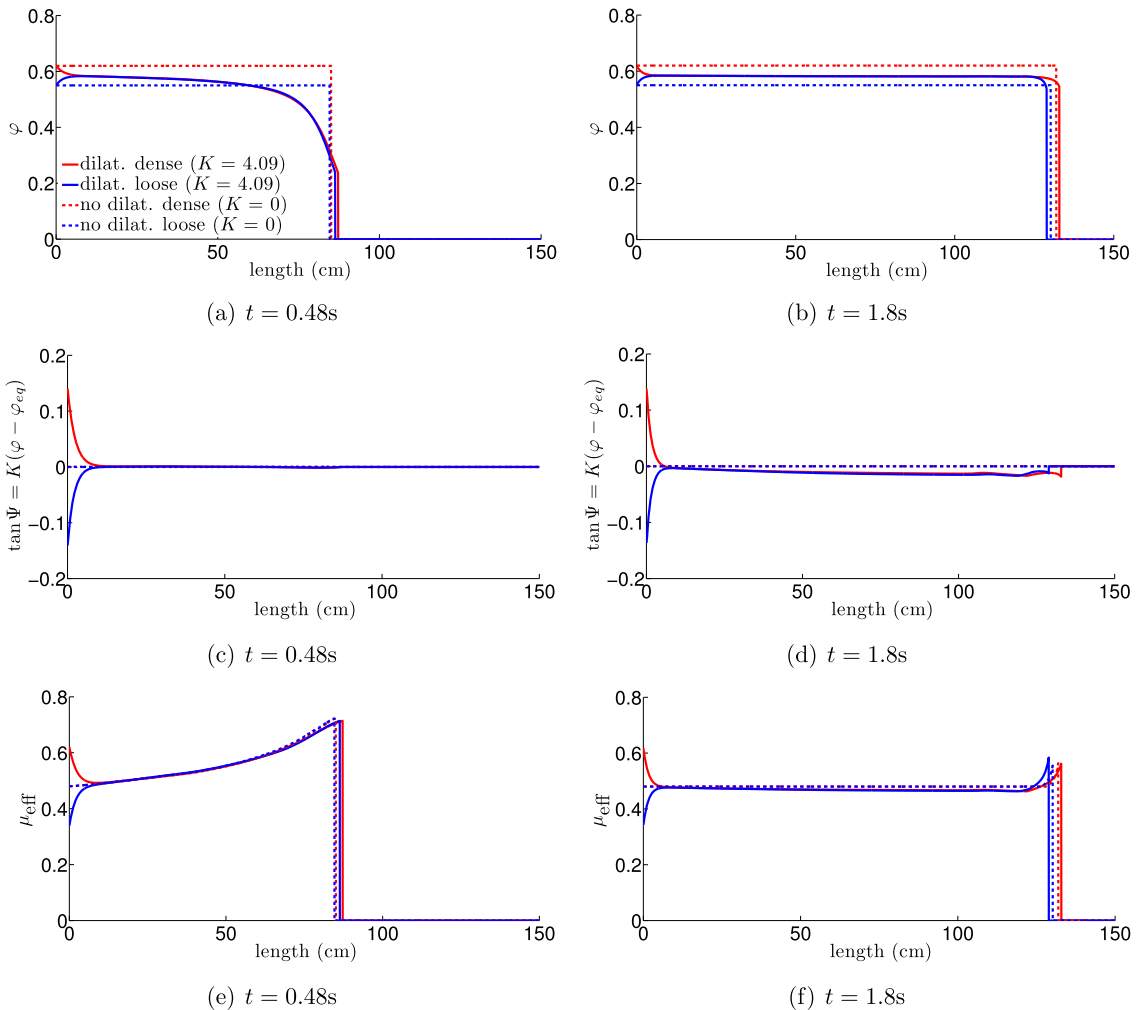 0.8
0.6
0.4
0.2
0
φ
dilat. dense (K = 4.09)
dilat. loose (K = 4.09)
no dilat. dense (K = 0)
no dilat. loose (K = 0)
0 50 100 150
length (cm)
(a) t = 0.48s
0.8
0.6
0.4
0.2
0
φ
0 50 100 150
length (cm)
(b) t = 1.8s
0.2
0.1
0
−0.1
−0.2
tan Ψ = K(φ − φeq)
0 50 100 150
length (cm)
(c) t = 0.48s
0.2
0.1
0
−0.1
−0.2
tan Ψ = K(φ − φeq)
0 50 100 150
length (cm)
(d) t = 1.8s
0.8
0.6
0.4
0.2
0
μeff
0 50 100 150
length (cm)
(e) t = 0.48s
0.8
0.6
0.4
0.2
0
μeff
0 50 100 150
length (cm)
(f) t = 1.8s